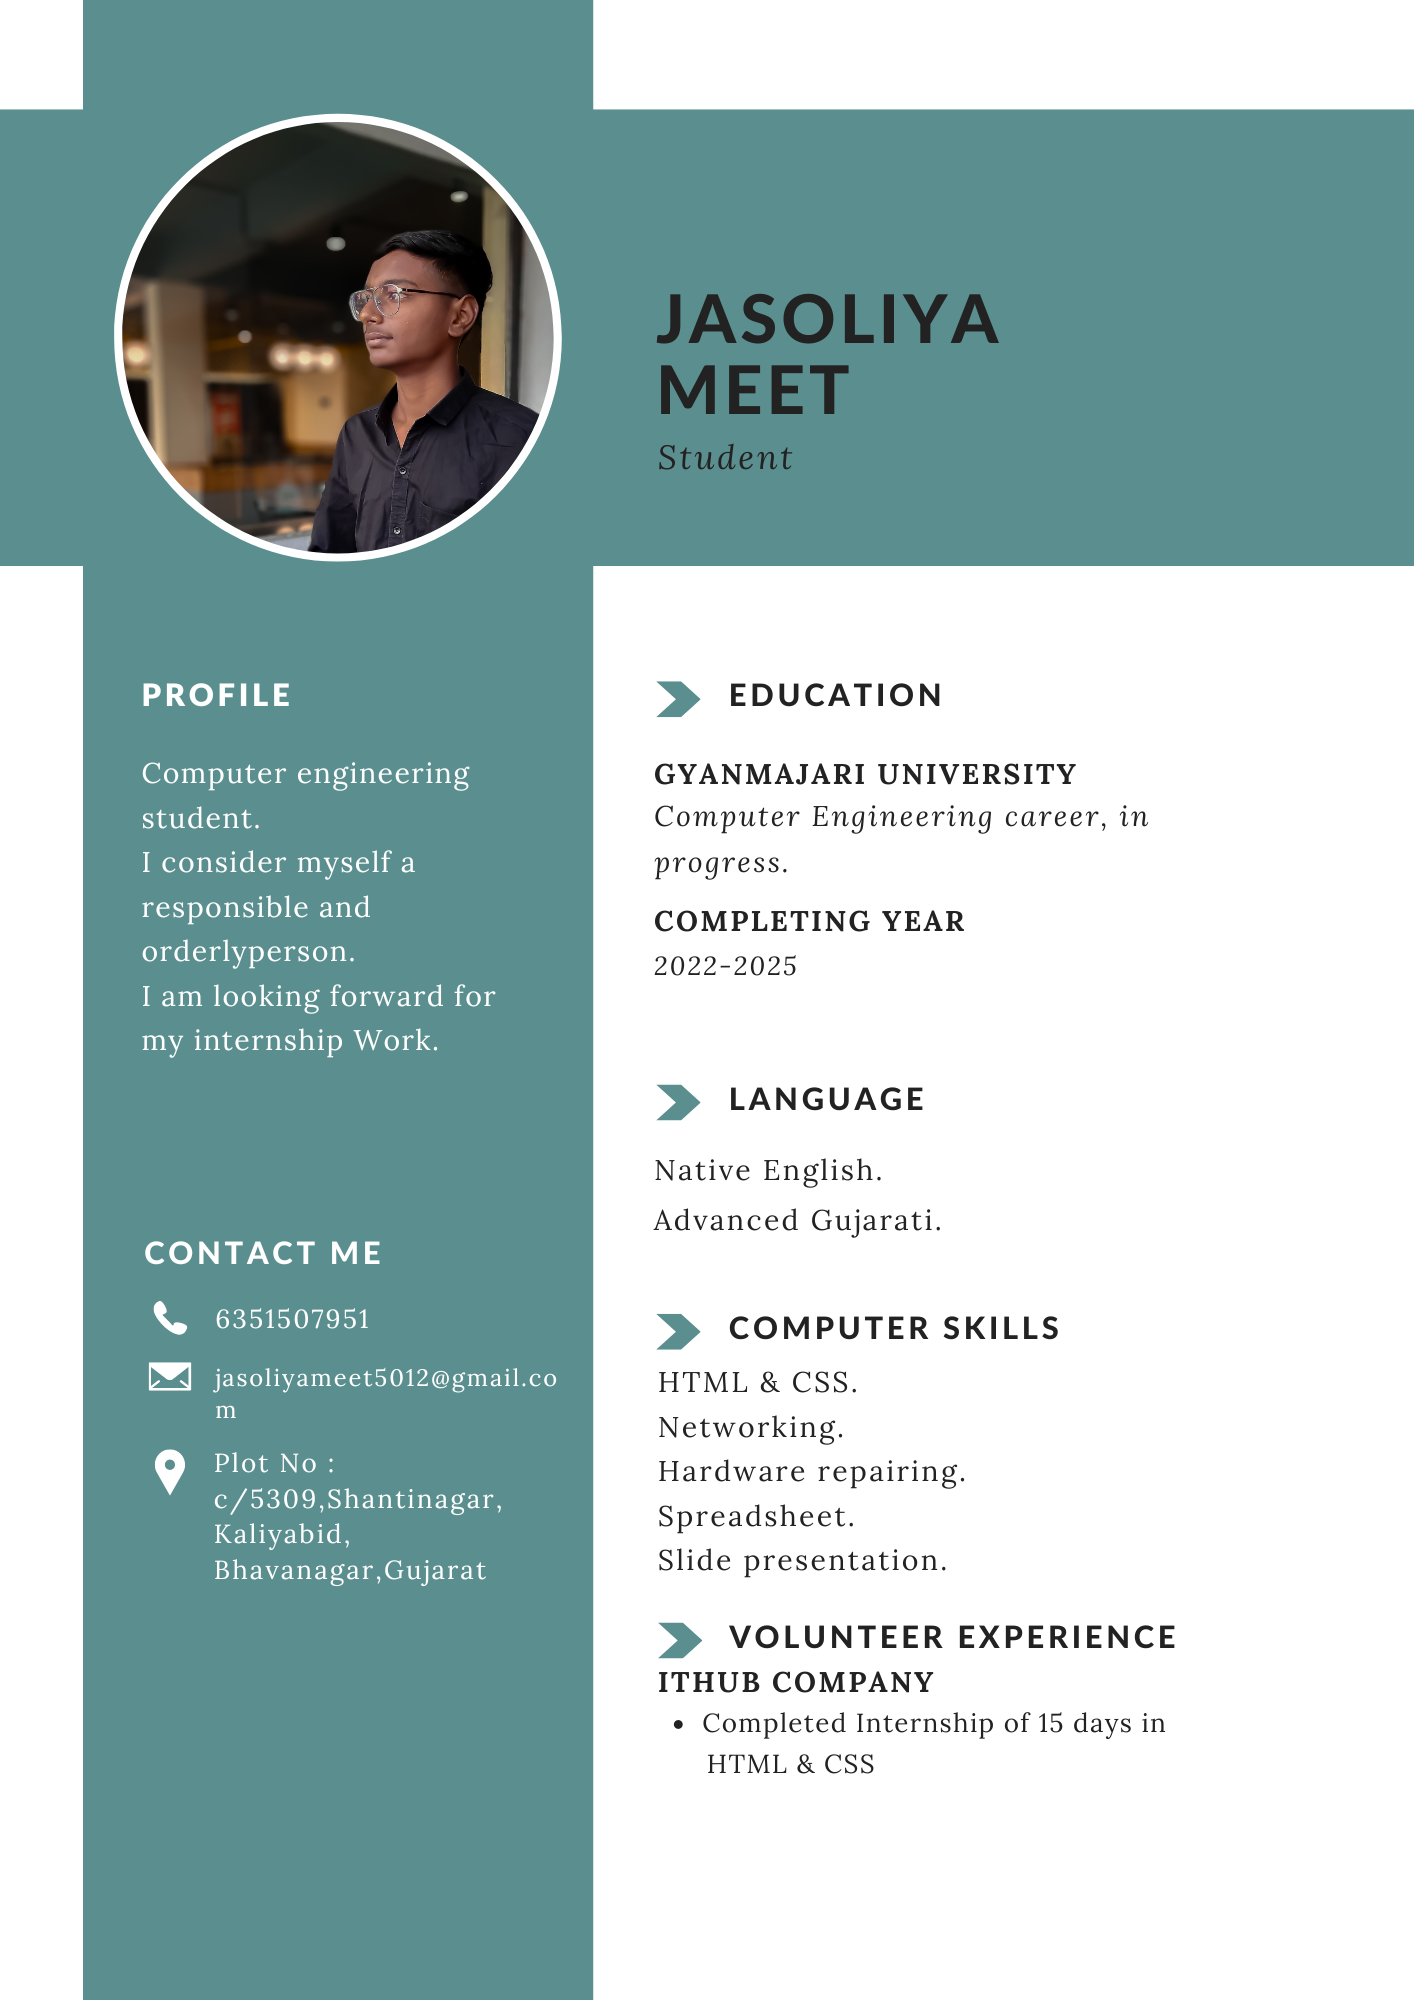 JASOLIYA
MEET
Student
PROFILE
Computer engineering
student.
I consider myself a
responsible and
orderlyperson.
I am looking forward for
my internship Work.
CONTACT ME
6351507951
jasoliyameet5012@gmail.co
m
Plot No :
c/5309,Shantinagar,
Kaliyabid,
Bhavanagar,Gujarat
EDUCATION
GYANMAJARI UNIVERSITY
Computer Engineering career, in
progress.
COMPLETING YEAR
2022-2025
LANGUAGE
Native English.
Advanced Gujarati.
COMPUTER SKILLS
HTML & CSS.
Networking.
Hardware repairing.
Spreadsheet.
Slide presentation.
VOLUNTEER EXPERIENCE
ITHUB COMPANY
• Completed Internship of 15 days in
HTML & CSS